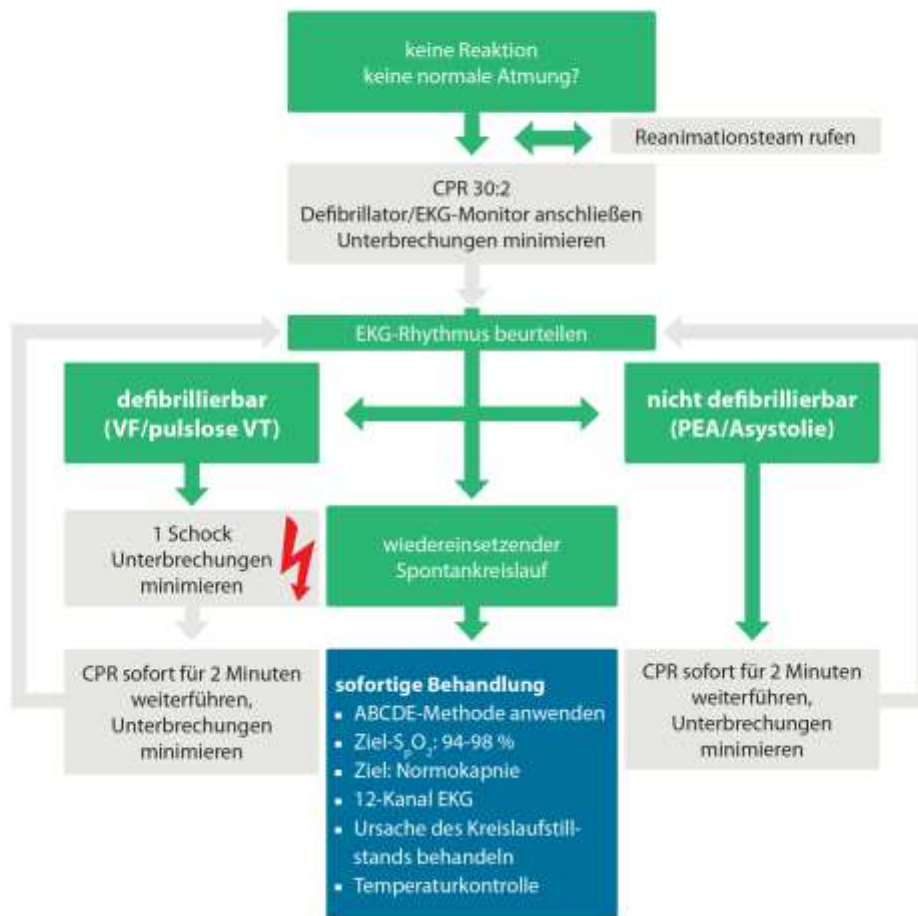 keine Reaktion
keine normale Atmung?
Reanimationsteam rufen
CPR 30:2
Defibrillator/EKG-Monitor anschließen
Unterbrechungen minimieren
EKG-Rhythmus beurteilen
defibrillierbar
(VF/pulslose VT)
nicht defibrillierbar
(PEA/Asystolie)
1 Schock
Unterbrechungen
minimieren
wiedereinsetzender
Spontankreislauf
CPR sofort für 2 Minuten
weiterführen,
Unterbrechungen
minimieren
sofortige Behandlung
▪ ABCDE-Methode anwenden
▪ Ziel-SpO2: 94-98 %
▪ Ziel: Normokapnie
▪ 12-Kanal EKG
▪ Ursache des Kreislaufstill-
stands behandeln
▪ Temperaturkontrolle
CPR sofort für 2 Minuten
weiterführen,
Unterbrechungen
minimieren